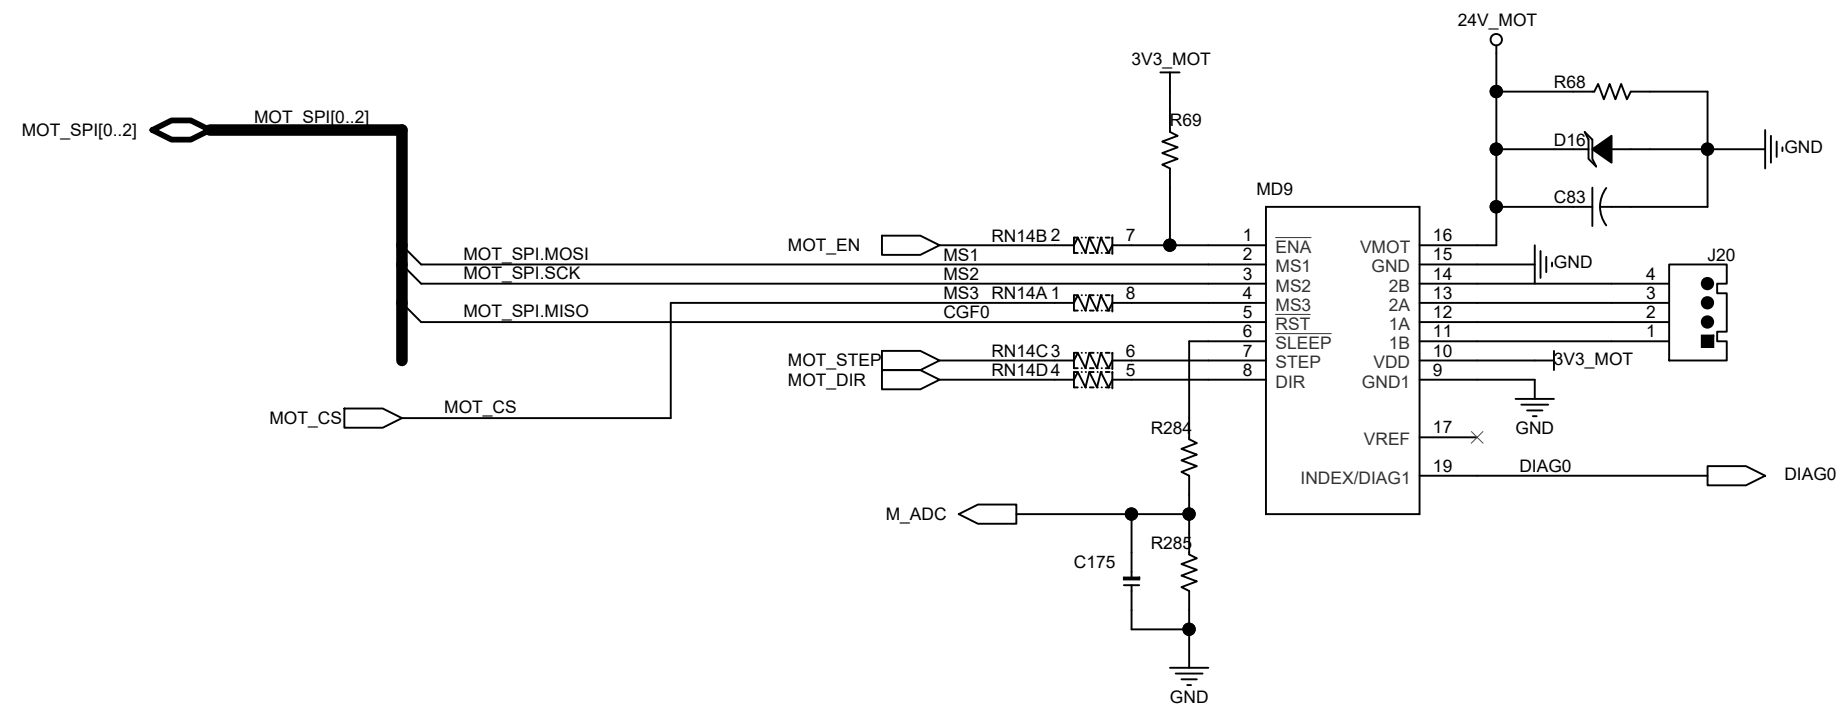 24V_MOT
3V3_MOT
R68
R69
MOT_SPI[0..2]
MOT_SPI[0..2]
D16
GND
C83
MD9
MOT_EN
RN14B 2
7
1
ENA
VMOT
16
MOT_SPI.MOSI
MS1
2
MS1
GND
15
GND
J20
MOT_SPI.SCK
MS2
3
MS2
2B
14
4
MS3
RN14A 1
8
4
MS3
2A
13
3
MOT_SPI.MISO
CGF0
5
RST
1A
12
2
6
SLEEP
1B
11
1
MOT_STEP
RN14C 3
6
7
STEP
VDD
10
3V3_MOT
MOT_DIR
RN14D 4
5
8
DIR
GND1
9
MOT_CS
MOT_CS
R284
GND
VREF
17
INDEX/DIAG1
19
DIAG0
DIAG0
M_ADC
R285
C175
GND